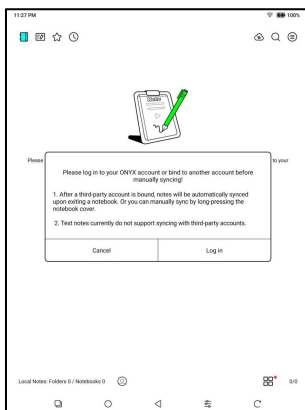 11:27 PM
100%
Notes
Please
to your
Please log in to your ONYX account or bind to another account before
manually syncing!
1. After a third-party account is bound, notes will be automatically synced
upon exiting a notebook. Or you can manually sync by long-pressing the
notebook cover.
2. Text notes currently do not support syncing with third-party accounts.
Cancel
Log in
Local Notes: Folders 0 / Notebooks 0
0/0